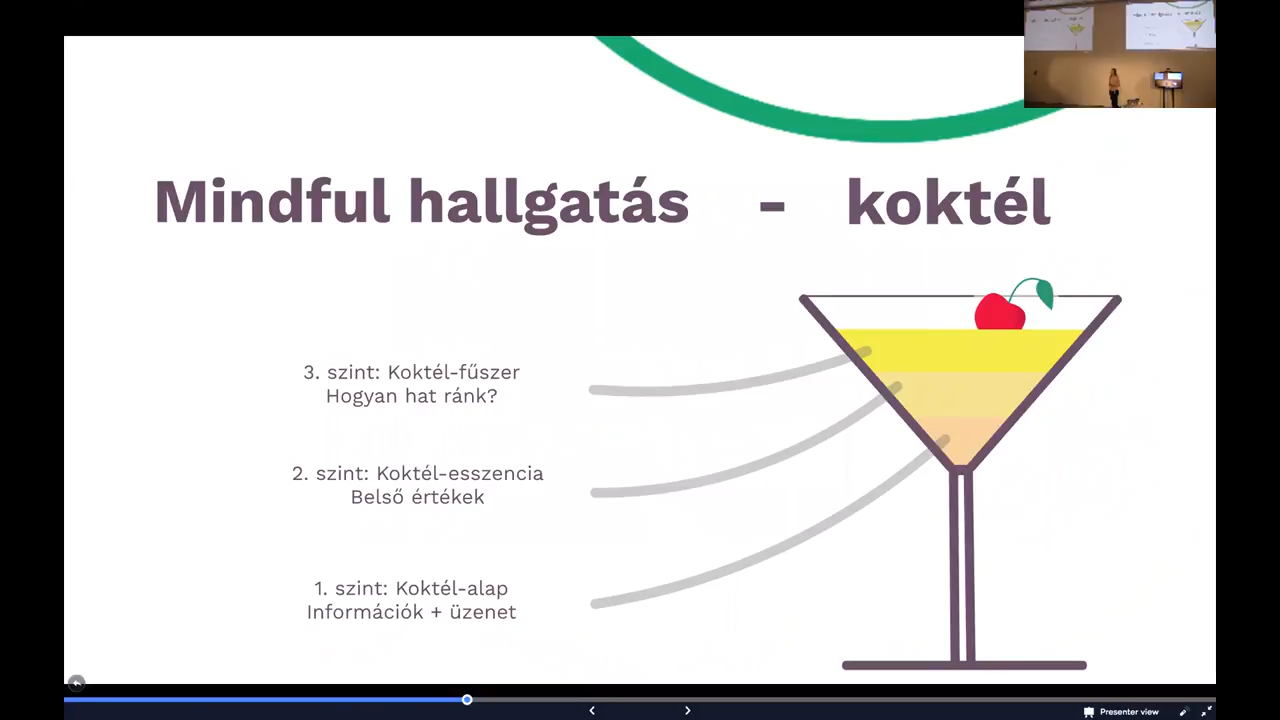 Mindful hallgatás - koktél
3. szint: Koktél-fűszer
Hogyan hat ránk?
2. szint: Koktél-esszencia
Belső értékek
1. szint: Koktél-alap
Információk + üzenet
Presenter view